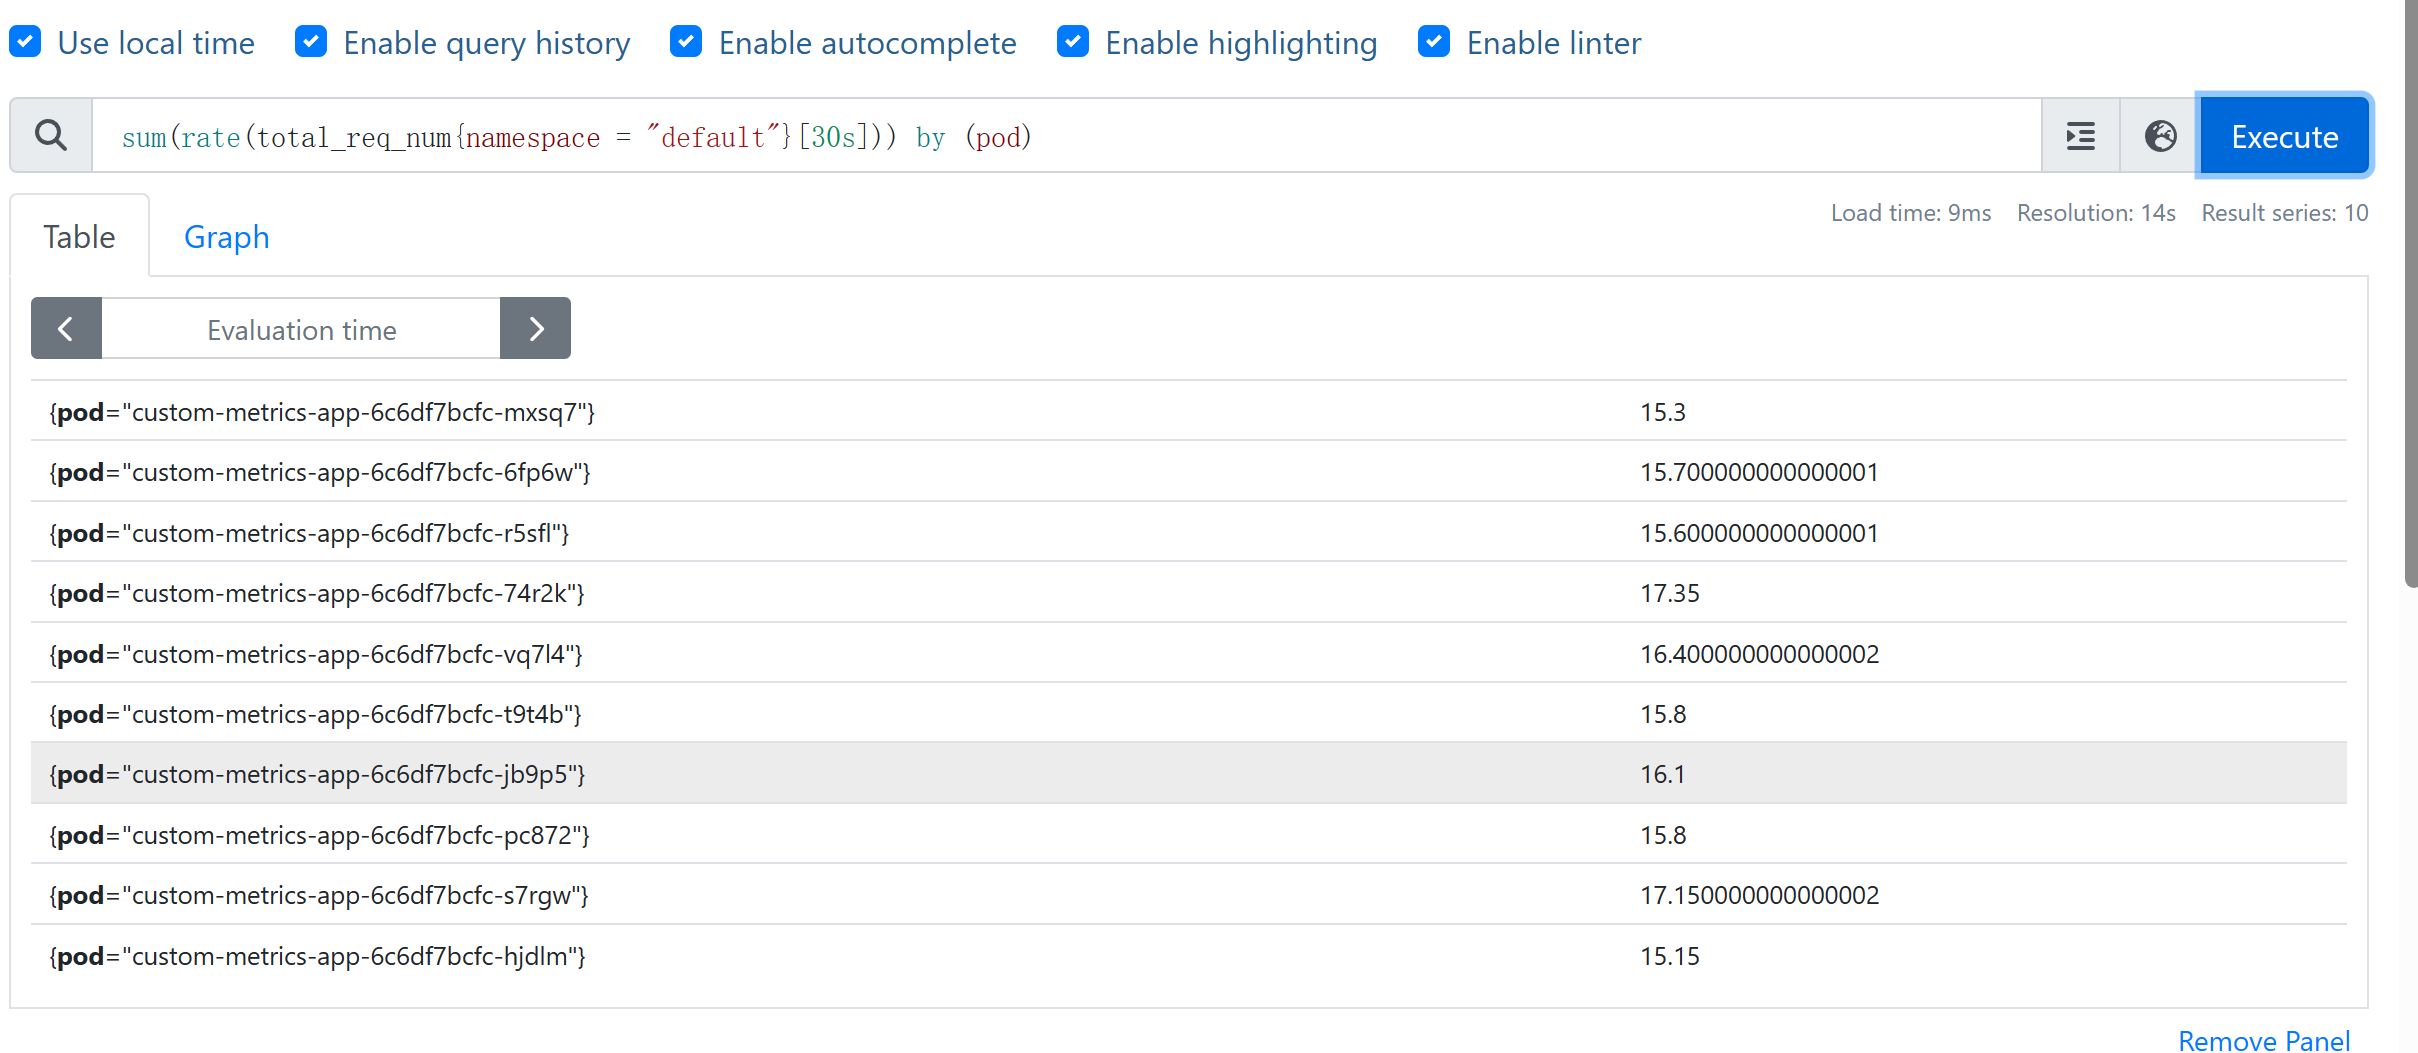 Use local time Enable query history Enable autocomplete Enable highlighting Enable linter
sum(rate(total_req_num{namespace = "default"}[30s])) by (pod) Execute
Table Graph Load time: 9ms Resolution: 14s Result series: 10
Evaluation time
{pod="custom-metrics-app-6c6df7bcfc-mxsq7"} 15.3
{pod="custom-metrics-app-6c6df7bcfc-6fp6w"} 15.700000000000001
{pod="custom-metrics-app-6c6df7bcfc-r5sfl"} 15.600000000000001
{pod="custom-metrics-app-6c6df7bcfc-74r2k"} 17.35
{pod="custom-metrics-app-6c6df7bcfc-vq7l4"} 16.400000000000002
{pod="custom-metrics-app-6c6df7bcfc-t9t4b"} 15.8
{pod="custom-metrics-app-6c6df7bcfc-jb9p5"} 16.1
{pod="custom-metrics-app-6c6df7bcfc-pc872"} 15.8
{pod="custom-metrics-app-6c6df7bcfc-s7rgw"} 17.150000000000002
{pod="custom-metrics-app-6c6df7bcfc-hjdlm"} 15.15
Remove Panel